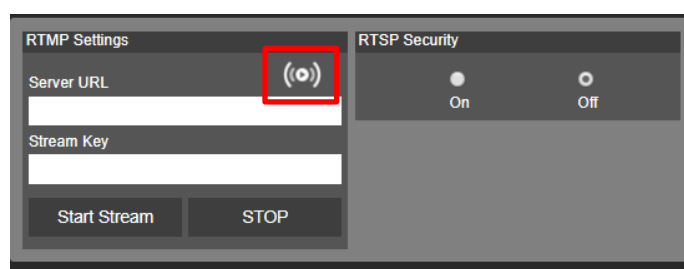 RTMP Settings
Server URL
Stream Key
Start Stream
STOP
RTSP Security
On
Off